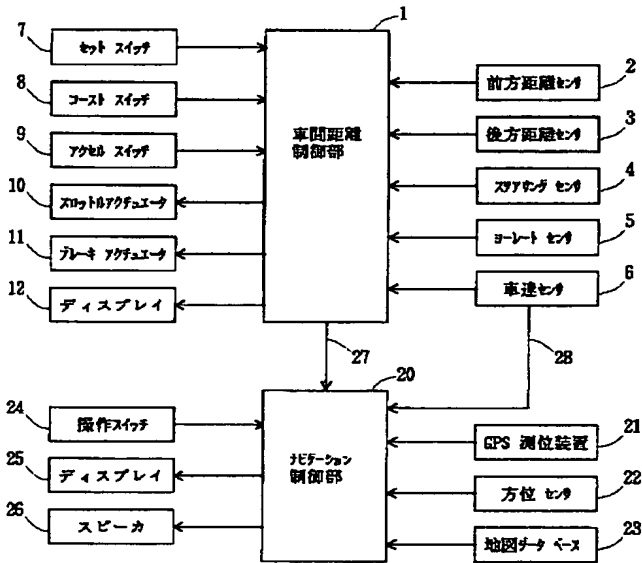 1
7
セット スイッチ
8
コースト スイッチ
9
アクセル スイッチ
10
スロットルアクチュエータ
11
ブレーキ アクチュエータ
12
ディスプレイ
車間距離
制御部
2
前方距離センサ
3
後方距離センサ
4
ステアリング センサ
5
ヨーレート センサ
6
車速センサ
27
28
20
24
操作スイッチ
25
ディスプレイ
26
スピーカ
ナビゲーション
制御部
21
GPS 測位装置
22
方位 センサ
23
地図データ ベース